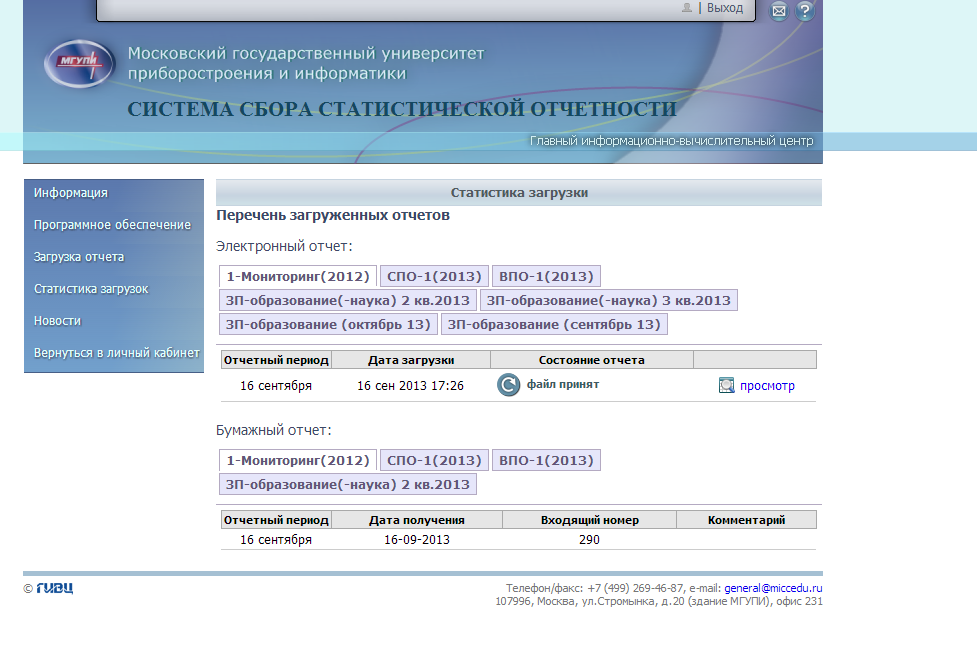 | Выход
?
МГУПИ
Московский государственный университет
приборостроения и информатики
СИСТЕМА СБОРА СТАТИСТИЧЕСКОЙ ОТЧЕТНОСТИ
Главный информационно-вычислительный центр
Информация
Программное обеспечение
Загрузка отчета
Статистика загрузок
Новости
Вернуться в личный кабинет
Статистика загрузки
Перечень загруженных отчетов
Электронный отчет:
1-Мониторинг(2012) СПО-1(2013) ВПО-1(2013)
ЗП-образование(-наука) 2 кв.2013 ЗП-образование(-наука) 3 кв.2013
ЗП-образование (октябрь 13) ЗП-образование (сентябрь 13)
Отчетный период Дата загрузки Состояние отчета
16 сентября 16 сен 2013 17:26 файл принят просмотр
Бумажный отчет:
1-Мониторинг(2012) СПО-1(2013) ВПО-1(2013)
ЗП-образование(-наука) 2 кв.2013
Отчетный период Дата получения Входящий номер Комментарий
16 сентября 16-09-2013 290
© ГИВЦ
Телефон/факс: +7 (499) 269-46-87, e-mail: general@miccedu.ru
107996, Москва, ул.Стромынка, д.20 (здание МГУПИ), офис 231